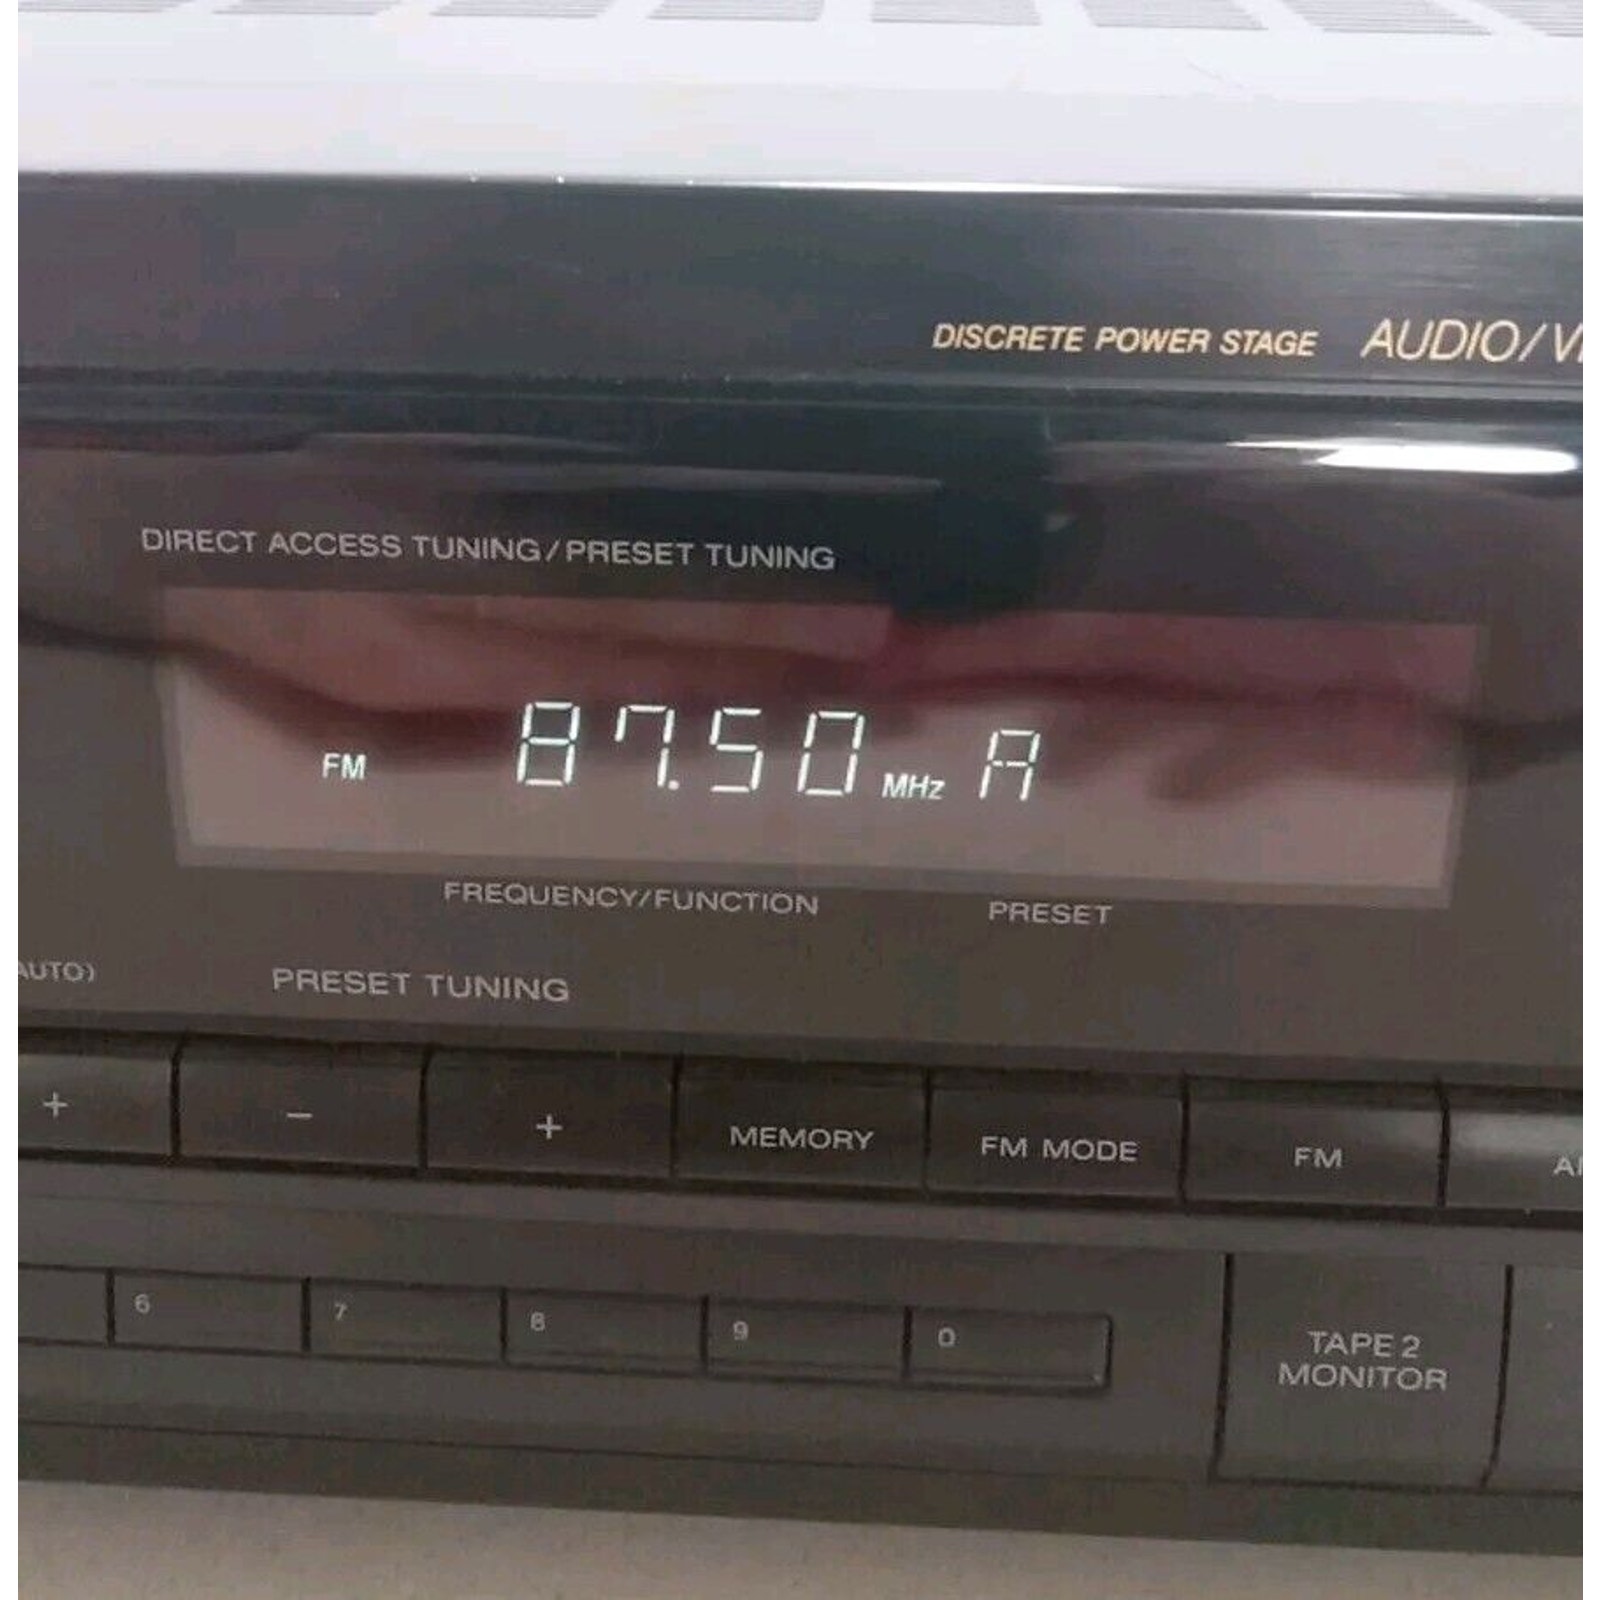 DISCRETE POWER STAGE AUDIO/
DIRECT ACCESS TUNING/PRESET TUNING
FM 87.50 MHz A
FREQUENCY/FUNCTION PRESET
AUTO) PRESET TUNING
+ − + MEMORY FM MODE FM
6 7 8 9 0
TAPE 2
MONITOR